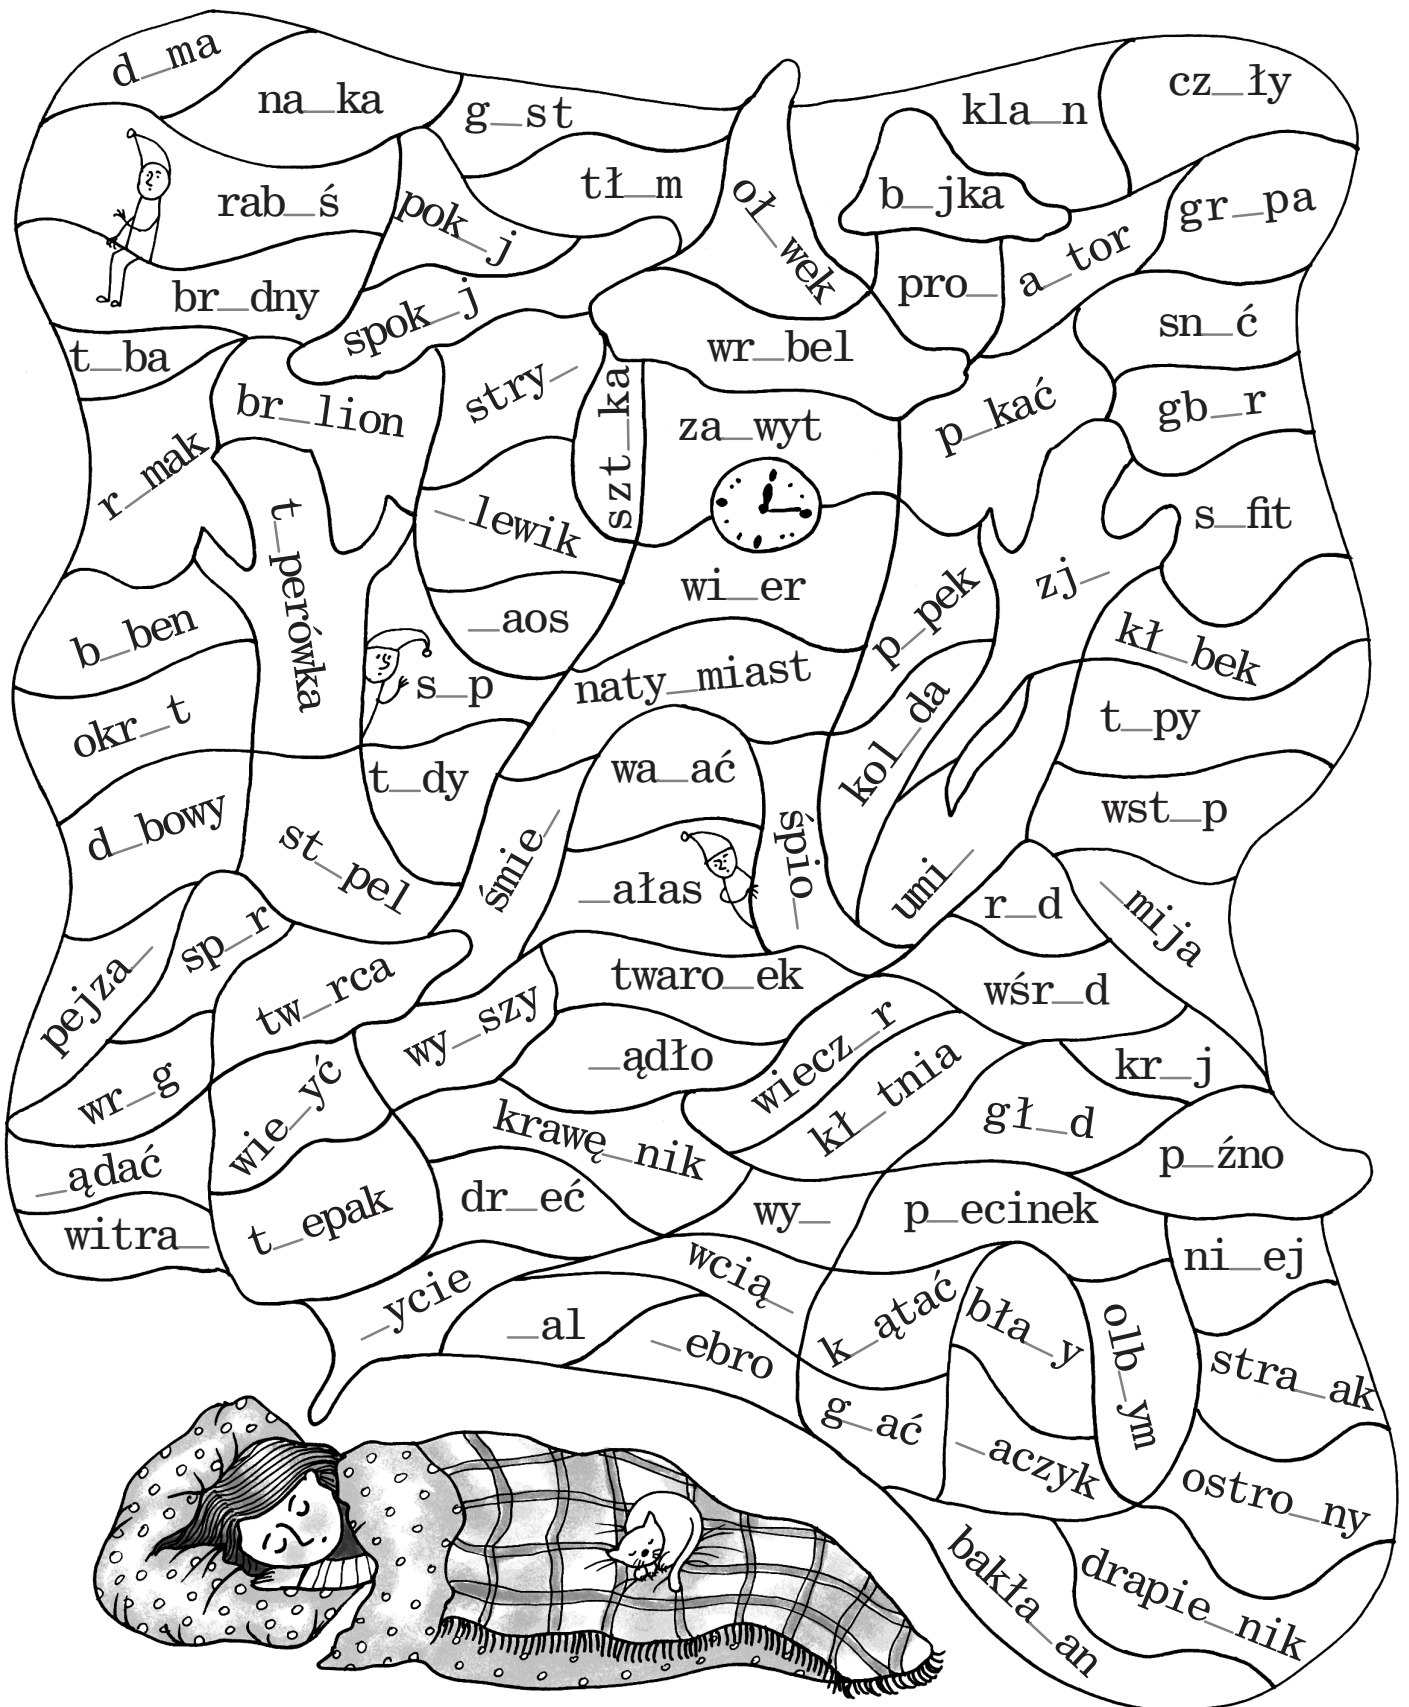 d_ma
na_ka
g_st
kla_n
cz_ły
rab_ś
pok_j
tł_m
oł_wek
b_jka
gr_pa
br_dny
spok_j
pro_
a_tor
t_ba
wr_bel
sn_ć
br_lion
stry_
szt_ka
za_wyt
p_kać
gb_r
r_mak
t_perówka
_lewik
s_fit
wi_er
zj_
b_ben
_aos
p_pek
kł_bek
okr_t
s_p
naty_miast
kol_da
t_py
d_bowy
t_dy
wa_ać
wst_p
st_pel
śmie_
_ałas
śpio_
umi_
r_d
_mija
pejza_
sp_r
tw_rca
wy_szy
twaro_ek
wśr_d
wr_g
wie_yć
_ądło
wiecz_r
kł_tnia
kr_j
_ądać
krawę_nik
gł_d
p_źno
witra_
t_epak
dr_eć
wy_
p_ecinek
ni_ej
_ycie
wcią_
k_ątać
bła_y
olb_ym
_al
_ebro
stra_ak
g_ać
_aczyk
ostro_ny
bakła_an
drapie_nik